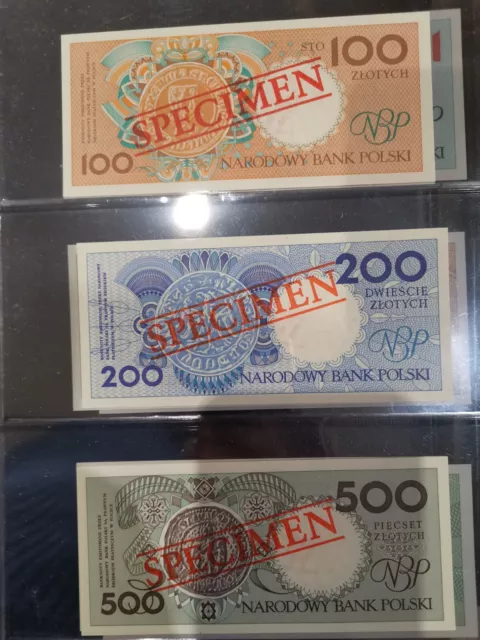 STO 100
ZŁOTYCH
SPECIMEN
NBP
100
NARODOWY BANK POLSKI
200
DWIEŚCIE
ZŁOTYCH
SPECIMEN
NBP
200
NARODOWY BANK POLSKI
500
PIĘCSET
ZŁOTYCH
SPECIMEN
NBP
500
NARODOWY BANK POLSKI